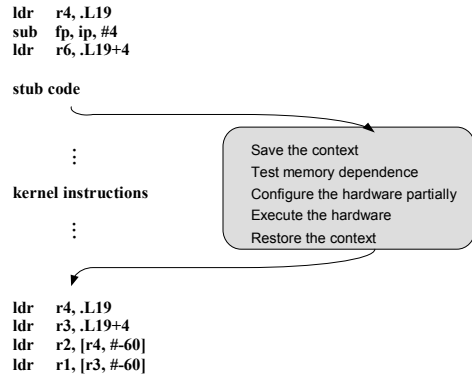 ldr r4, .L19
sub fp, ip, #4
ldr r6, .L19+4
stub code
Save the context
Test memory dependence
Configure the hardware partially
Execute the hardware
Restore the context
kernel instructions
ldr r4, .L19
ldr r3, .L19+4
ldr r2, [r4, #-60]
ldr r1, [r3, #-60]